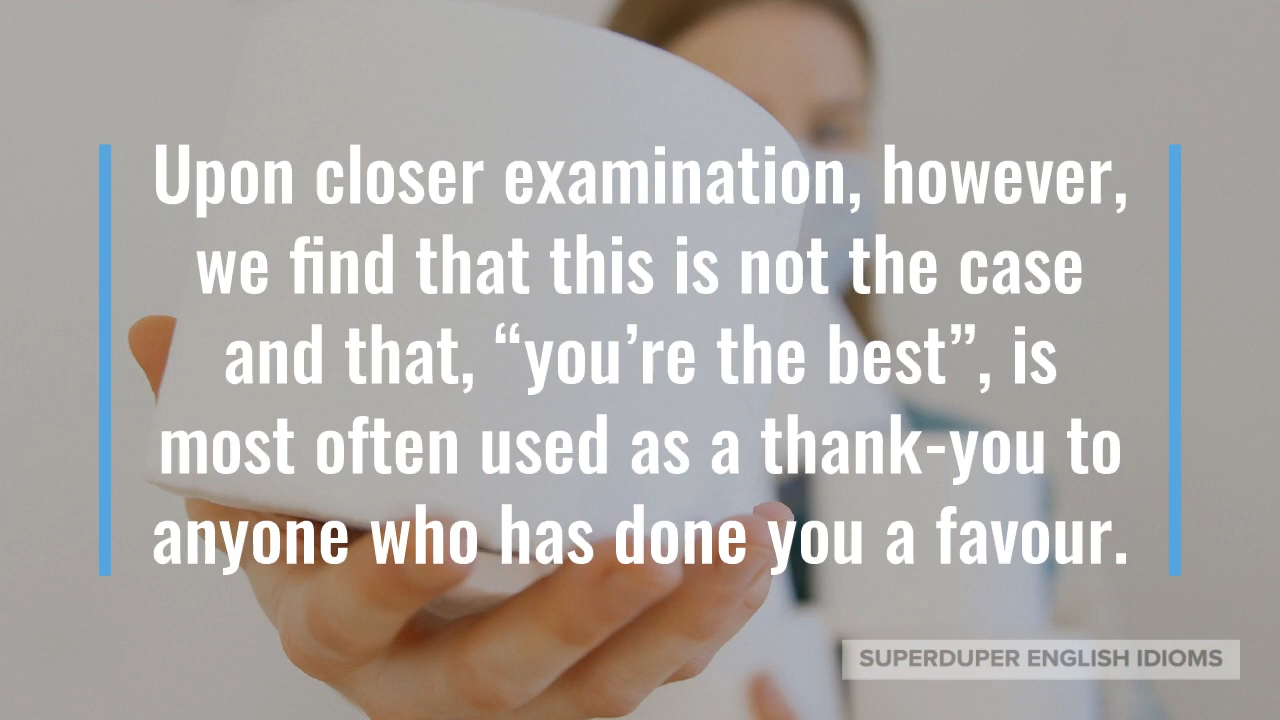 Upon closer examination, however,
we find that this is not the case
and that, “you’re the best”, is
most often used as a thank-you to
anyone who has done you a favour.
SUPERDUPER ENGLISH IDIOMS